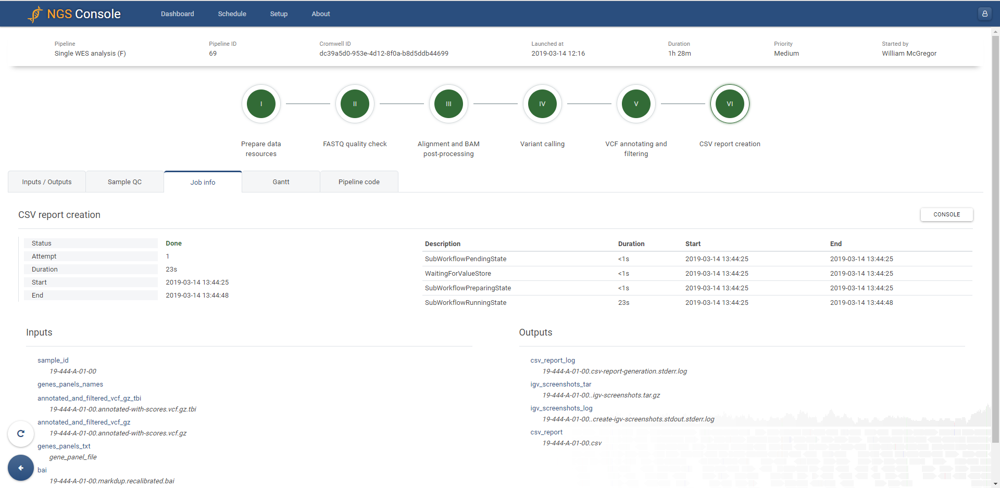 NGS Console
Dashboard
Schedule
Setup
About
Pipeline
Single WES analysis (F)
Pipeline ID
69
Cromwell ID
dc39a5d0-953e-4d12-8f0a-b8d5ddb44699
Launched at
2019-03-14 12:16
Duration
1h 28m
Priority
Medium
Started by
William McGregor
I
II
III
IV
V
VI
Prepare data
resources
FASTQ quality check
Alignment and BAM
post-processing
Variant calling
VCF annotating and
filtering
CSV report creation
Inputs / Outputs
Sample QC
Job info
Gantt
Pipeline code
CSV report creation
CONSOLE
Status Done
Attempt 1
Duration 23s
Start 2019-03-14 13:44:25
End 2019-03-14 13:44:48
Description Duration Start End
SubWorkflowPendingState <1s 2019-03-14 13:44:25 2019-03-14 13:44:25
WaitingForValueStore <1s 2019-03-14 13:44:25 2019-03-14 13:44:25
SubWorkflowPreparingState <1s 2019-03-14 13:44:25 2019-03-14 13:44:25
SubWorkflowRunningState 23s 2019-03-14 13:44:25 2019-03-14 13:44:48
Inputs
sample_id
19-444-A-01-00
genes_panels_names
annotated_and_filtered_vcf_gz_tbi
19-444-A-01-00.annotated-with-scores.vcf.gz.tbi
annotated_and_filtered_vcf_gz
19-444-A-01-00.annotated-with-scores.vcf.gz
genes_panels_txt
gene_panel_file
bai
19-444-A-01-00.markdup.recalibrated.bai
Outputs
csv_report_log
19-444-A-01-00.csv-report-generation.stderr.log
igv_screenshots_tar
19-444-A-01-00..igv-screenshots.tar.gz
igv_screenshots_log
19-444-A-01-00..create-igv-screenshots.stdout.stderr.log
csv_report
19-444-A-01-00.csv